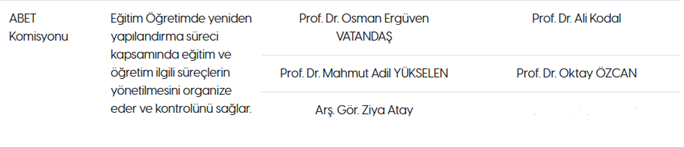 ABET
Komisyonu
Eğitim Öğretimde yeniden
yapılandırma süreci
kapsamında eğitim ve
öğretim ilgili süreçlerin
yönetilmesini organize
eder ve kontrolünü sağlar.
Prof. Dr. Osman Ergüven
VATANDAŞ
Prof. Dr. Ali Kodal
Prof. Dr. Mahmut Adil YÜKSELEN
Prof. Dr. Oktay ÖZCAN
Arş. Gör. Ziya Atay